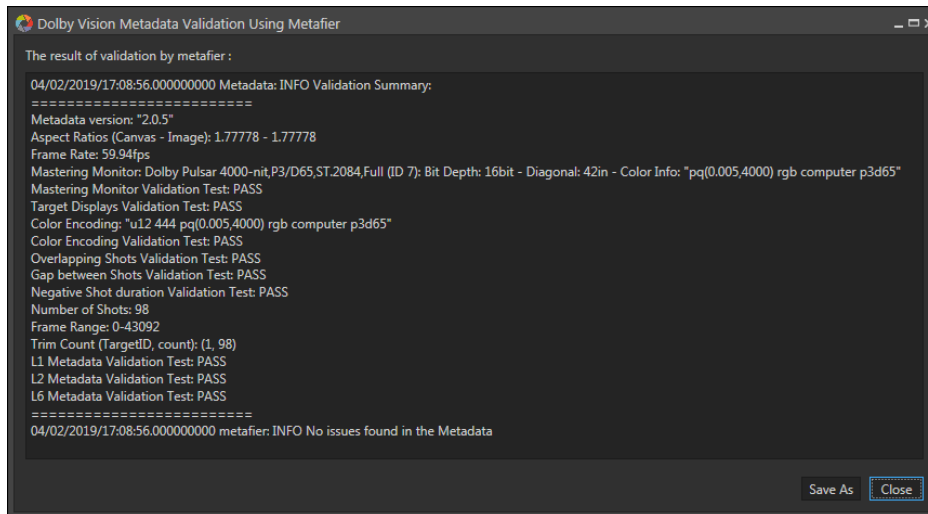 Dolby Vision Metadata Validation Using Metafier
The result of validation by metafier :
04/02/2019/17:08:56.000000000 Metadata: INFO Validation Summary:
==========================
Metadata version: "2.0.5"
Aspect Ratios (Canvas - Image): 1.77778 - 1.77778
Frame Rate: 59.94fps
Mastering Monitor: Dolby Pulsar 4000-nit,P3/D65,ST.2084,Full (ID 7): Bit Depth: 16bit - Diagonal: 42in - Color Info: "pq(0.005,4000) rgb computer p3d65"
Mastering Monitor Validation Test: PASS
Target Displays Validation Test: PASS
Color Encoding: "u12 444 pq(0.005,4000) rgb computer p3d65"
Color Encoding Validation Test: PASS
Overlapping Shots Validation Test: PASS
Gap between Shots Validation Test: PASS
Negative Shot duration Validation Test: PASS
Number of Shots: 98
Frame Range: 0-43092
Trim Count (TargetID, count): (1, 98)
L1 Metadata Validation Test: PASS
L2 Metadata Validation Test: PASS
L6 Metadata Validation Test: PASS
==========================
04/02/2019/17:08:56.000000000 metafier: INFO No issues found in the Metadata
Save As Close